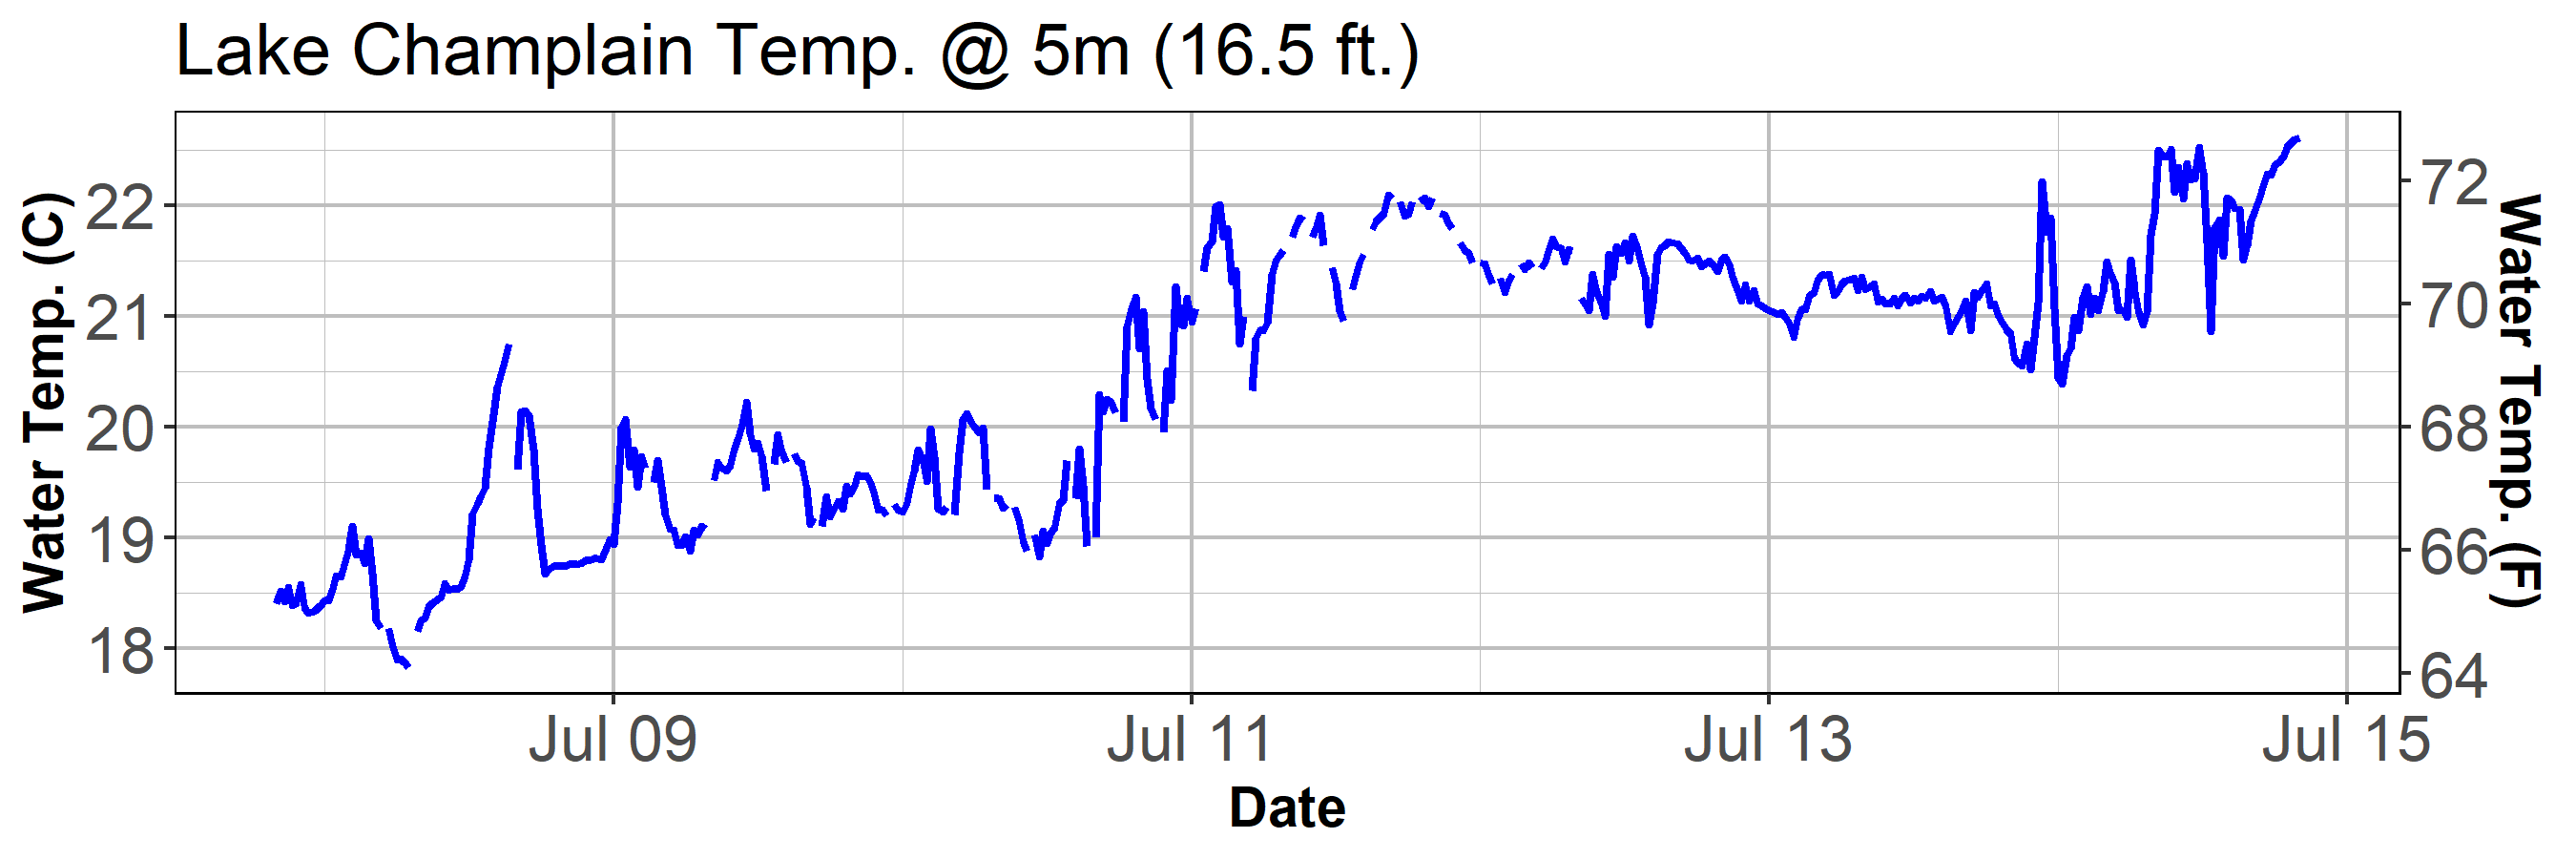 Lake Champlain Temp. @ 5m (16.5 ft.)
Water Temp. (C)
22
21
20
19
18
72
70
68
66
64
Water Temp. (F)
Jul 09 Jul 11 Jul 13 Jul 15
Date